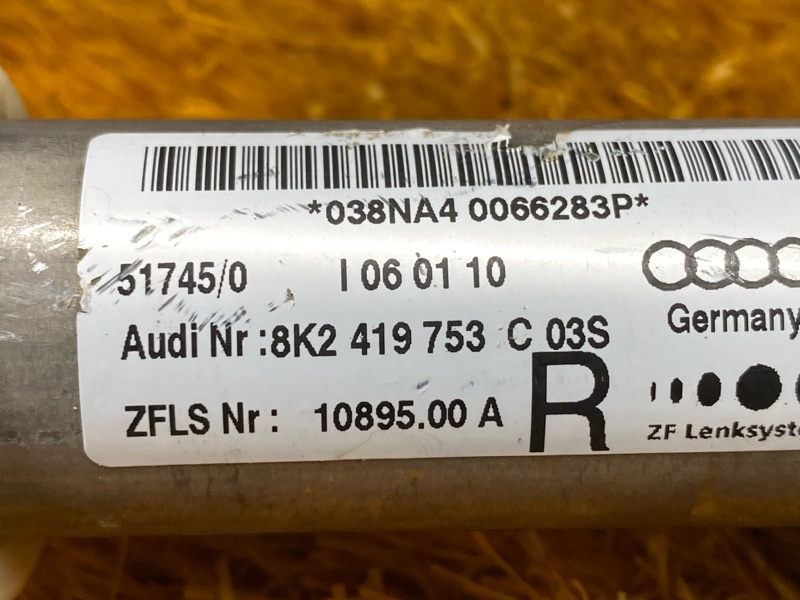 *038NA4 0066283P*
51745/0 I 06 01 10
Audi Nr :8K2 419 753 C 03S
Germany
ZFLS Nr : 10895.00 A R
ZF Lenksyste